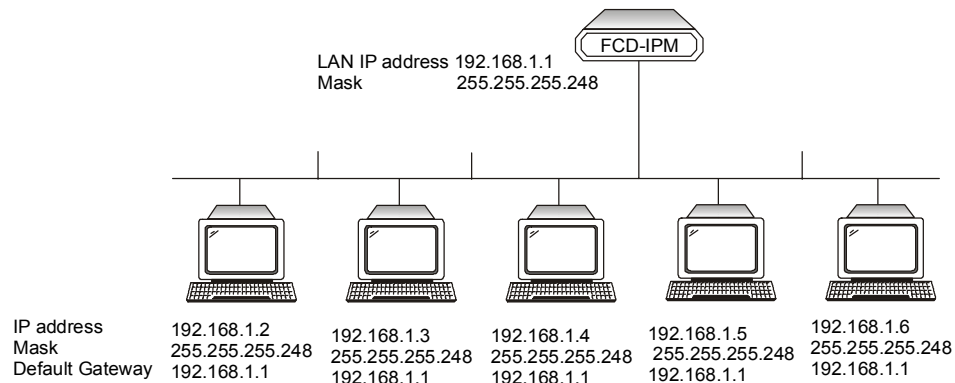 FCD-IPM
LAN IP address 192.168.1.1
Mask 255.255.255.248
IP address 192.168.1.2 192.168.1.3 192.168.1.4 192.168.1.5 192.168.1.6
Mask 255.255.255.248 255.255.255.248 255.255.255.248 255.255.255.248 255.255.255.248
Default Gateway 192.168.1.1 192.168.1.1 192.168.1.1 192.168.1.1 192.168.1.1